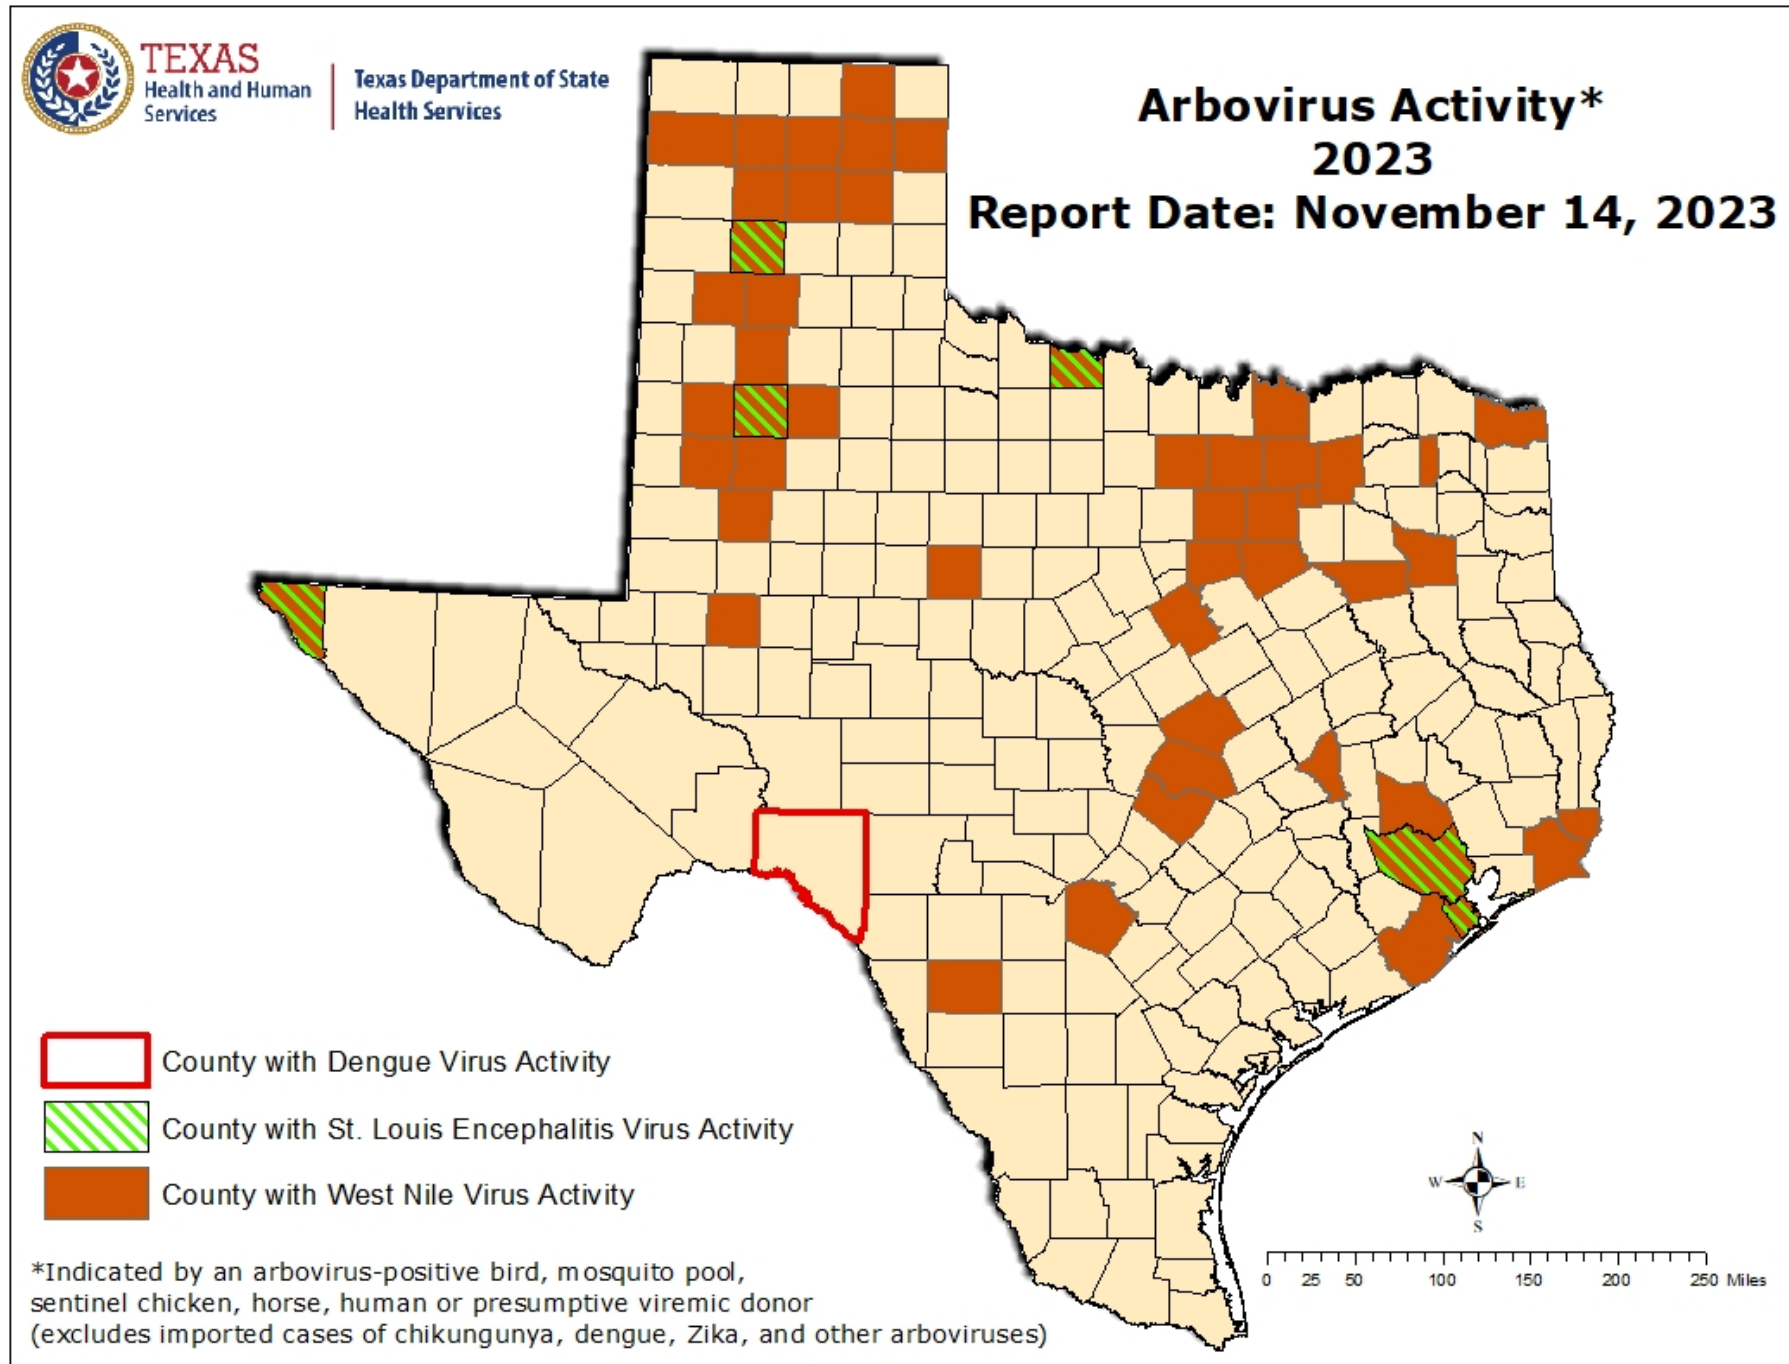 TEXAS
Health and Human
Services
Texas Department of State
Health Services
Arbovirus Activity*
2023
Report Date: November 14, 2023
County with Dengue Virus Activity
County with St. Louis Encephalitis Virus Activity
County with West Nile Virus Activity
*Indicated by an arbovirus-positive bird, mosquito pool,
sentinel chicken, horse, human or presumptive viremic donor
(excludes imported cases of chikungunya, dengue, Zika, and other arboviruses)
N
W E
S
0 25 50 100 150 200 250 Miles